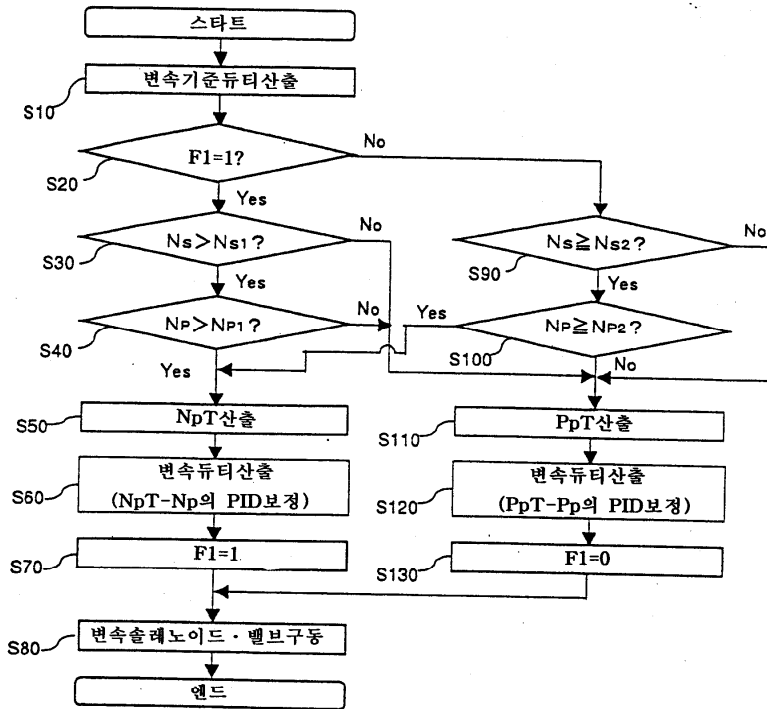 스타트
변속기준듀티산출
S10
F1=1?
No
S20
Yes
Ns>Ns1?
No
S30
Yes
Ns≧Ns2?
No
S90
Yes
Np>Np1?
No
S40
Yes
Yes
Np≧Np2?
S100
No
NpT산출
S50
PpT산출
S110
변속듀티산출
(NpT-Np의 PID보정)
S60
변속듀티산출
(PpT-Pp의 PID보정)
S120
F1=1
S70
F1=0
S130
변속솔레노이드·밸브구동
S80
엔드